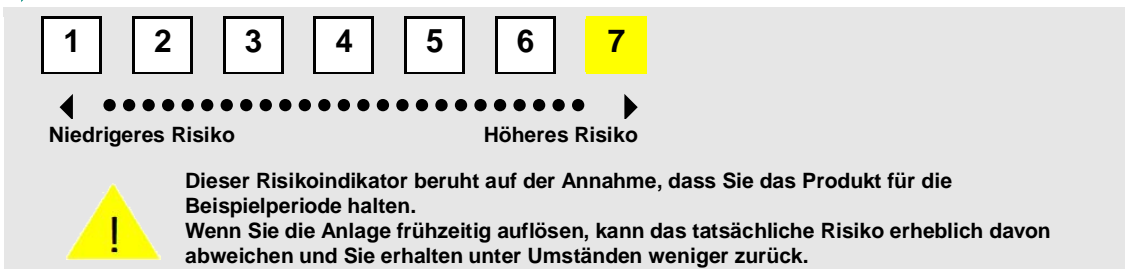 1 2 3 4 5 6 7
Niedrigeres Risiko Höheres Risiko
Dieser Risikoindikator beruht auf der Annahme, dass Sie das Produkt für die
Beispielperiode halten.
! Wenn Sie die Anlage frühzeitig auflösen, kann das tatsächliche Risiko erheblich davon
abweichen und Sie erhalten unter Umständen weniger zurück.